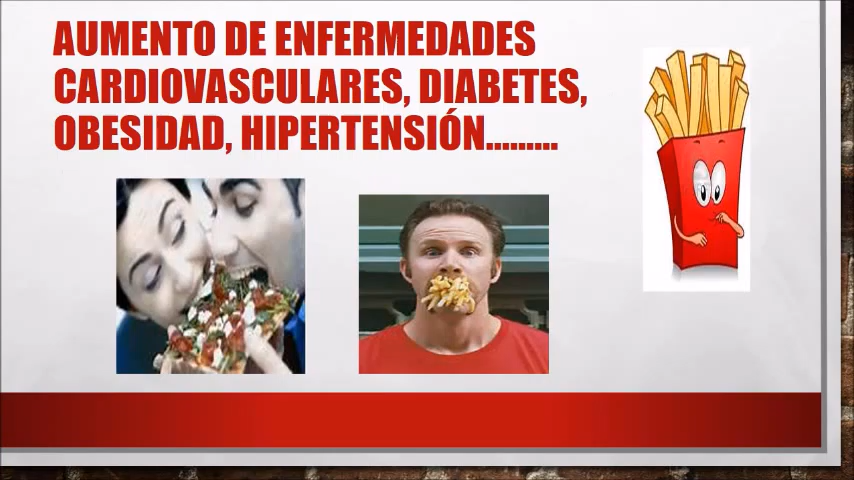 AUMENTO DE ENFERMEDADES
CARDIOVASCULARES, DIABETES,
OBESIDAD, HIPERTENSIÓN.........